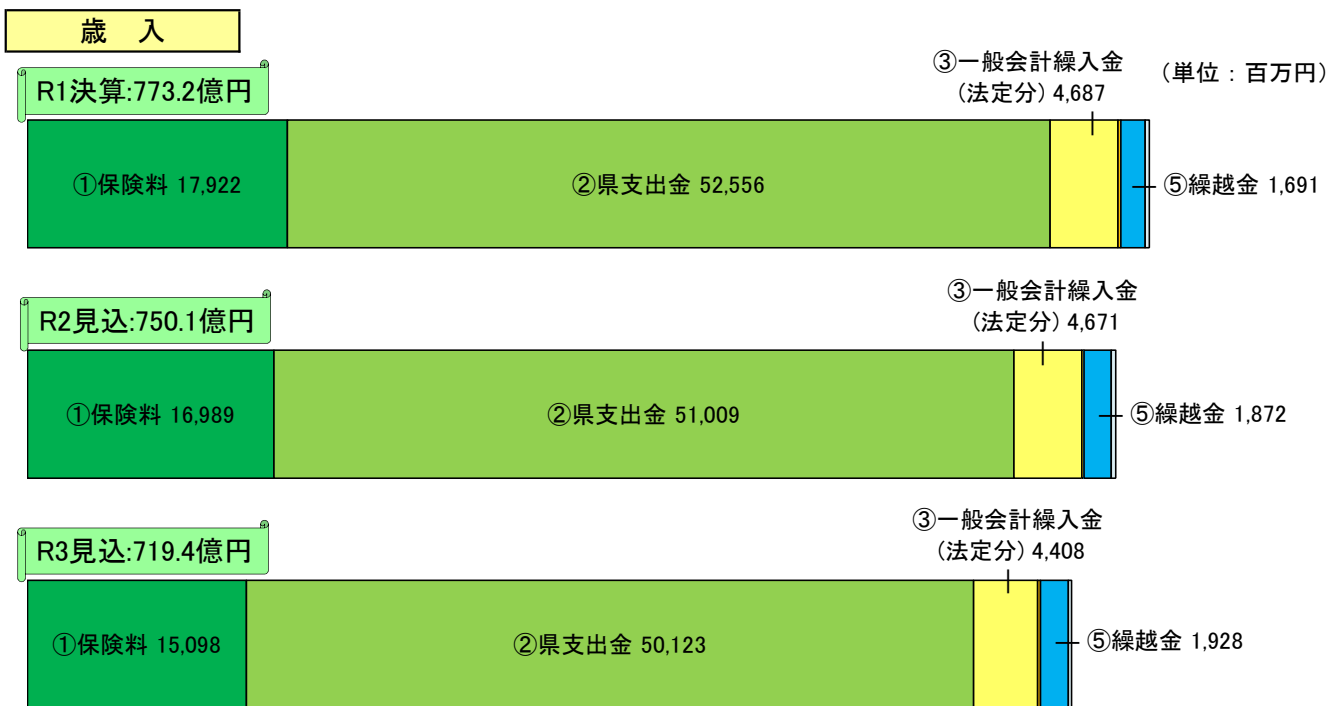 歳 入
(単位：百万円)
R1決算:773.2億円
③一般会計繰入金
(法定分) 4,687
①保険料 17,922
②県支出金 52,556
⑤繰越金 1,691
R2見込:750.1億円
③一般会計繰入金
(法定分) 4,671
①保険料 16,989
②県支出金 51,009
⑤繰越金 1,872
R3見込:719.4億円
③一般会計繰入金
(法定分) 4,408
①保険料 15,098
②県支出金 50,123
⑤繰越金 1,928